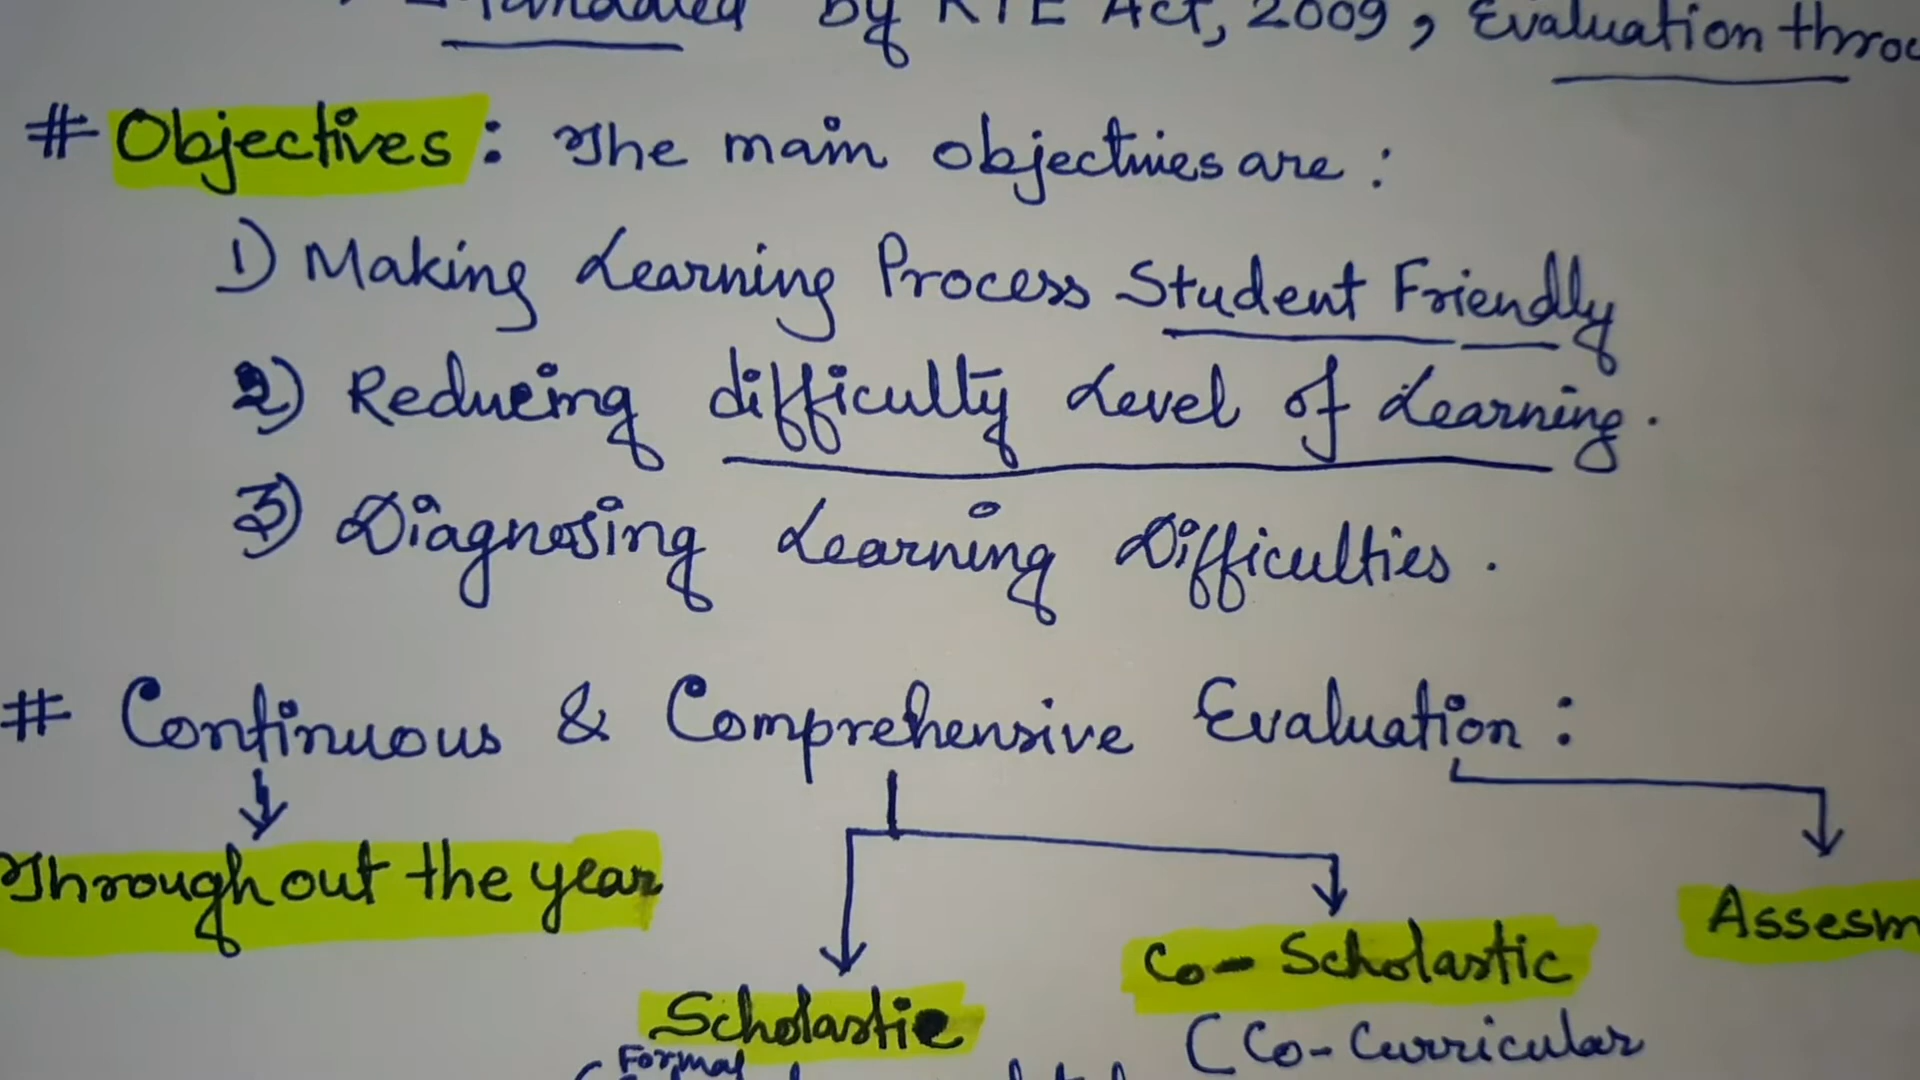 by RTE Act, 2009, Evaluation
# Objectives: The main objectives are:
1) Making Learning Process Student Friendly
2) Reducing difficulty Level of Learning.
3) Diagnosing Learning Difficulties.
# Continuous & Comprehensive Evaluation:
Throughout the year
Assesm
Co-Scholastic
Scholastic
(Co-Curricular
Formal